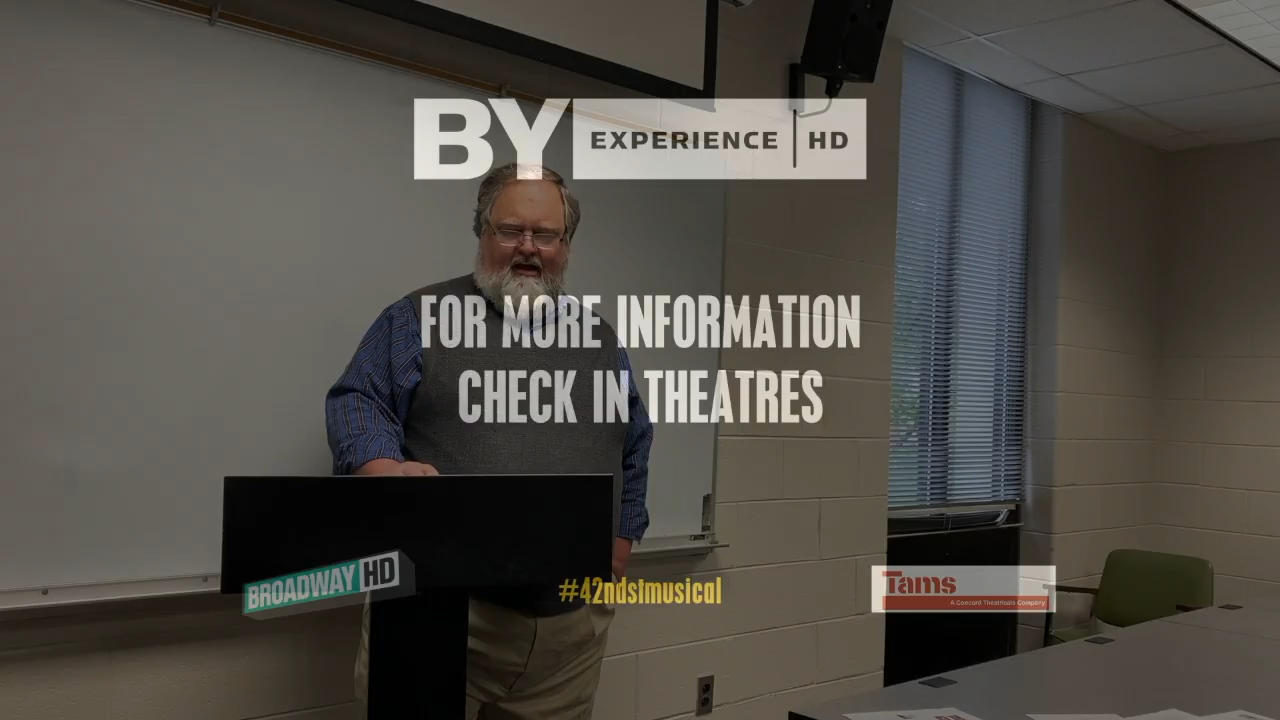 BY EXPERIENCE HD
FOR MORE INFORMATION
CHECK IN THEATRES
BROADWAY HD
#42ndstmusical
Tams
A Concord Theatricals Company